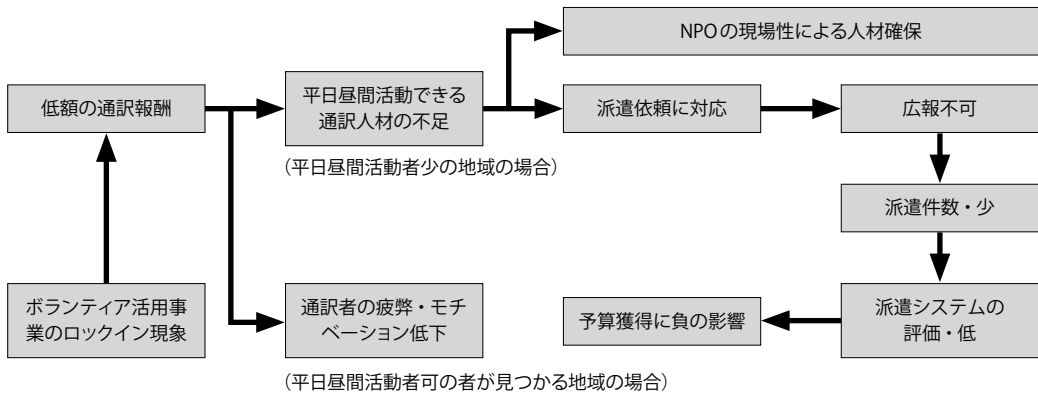 NPOの現場性による人材確保
低額の通訳報酬
平日昼間活動できる
通訳人材の不足
派遣依頼に対応
広報不可
（平日昼間活動者少の地域の場合）
派遣件数・少
ボランティア活用事
業のロックイン現象
通訳者の疲弊・モチ
ベーション低下
予算獲得に負の影響
派遣システムの
評価・低
（平日昼間活動者可の者が見つかる地域の場合）